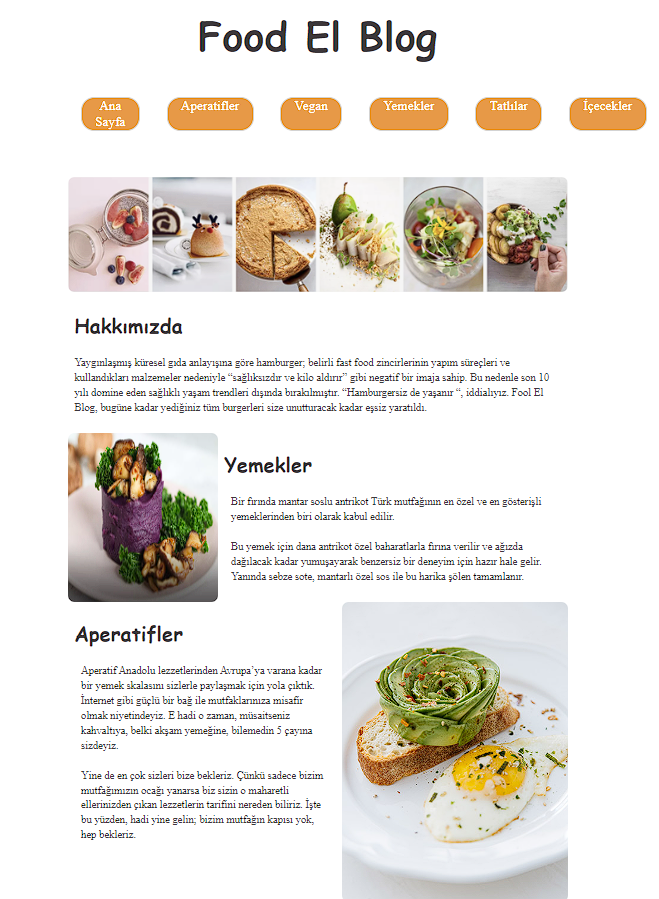 Food El Blog
Ana Sayfa
Aperatifler
Vegan
Yemekler
Tatlılar
İçecekler
Hakkımızda
Yaygınlaşmış küresel gıda anlayışına göre hamburger; belirli fast food zincirlerinin yapım süreçleri ve
kullandıkları malzemeler nedeniyle “sağlıksızdır ve kilo aldırır” gibi negatif bir imaja sahip. Bu nedenle son 10
yılı domine eden sağlıklı yaşam trendleri dışında bırakılmıştır. “Hamburgersiz de yaşanır “, iddialıyız. Fool El
Blog, bugüne kadar yediğiniz tüm burgerleri size unutturacak kadar eşsiz yaratıldı.
Yemekler
Bir fırında mantar soslu antrikot Türk mutfağının en özel ve en gösterişli
yemeklerinden biri olarak kabul edilir.
Bu yemek için dana antrikot özel baharatlarla fırına verilir ve ağızda
dağılacak kadar yumuşayarak benzersiz bir deneyim için hazır hale gelir.
Yanında sebze sote, mantarlı özel sos ile bu harika şölen tamamlanır.
Aperatifler
Aperatif Anadolu lezzetlerinden Avrupa’ya varana kadar
bir yemek skalasını sizlerle paylaşmak için yola çıktık.
İnternet gibi güçlü bir bağ ile mutfaklarınıza misafir
olmak niyetindeyiz. E hadi o zaman, müsaitseniz
kahvaltıya, belki akşam yemeğine, bilemedin 5 çayına
sizdeyiz.
Yine de en çok sizleri bize bekleriz. Çünkü sadece bizim
mutfağımızın ocağı yanarsa biz sizin o maharetli
ellerinizden çıkan lezzetlerin tarifini nereden biliriz. İşte
bu yüzden, hadi yine gelin; bizim mutfağın kapısı yok,
hep bekleriz.